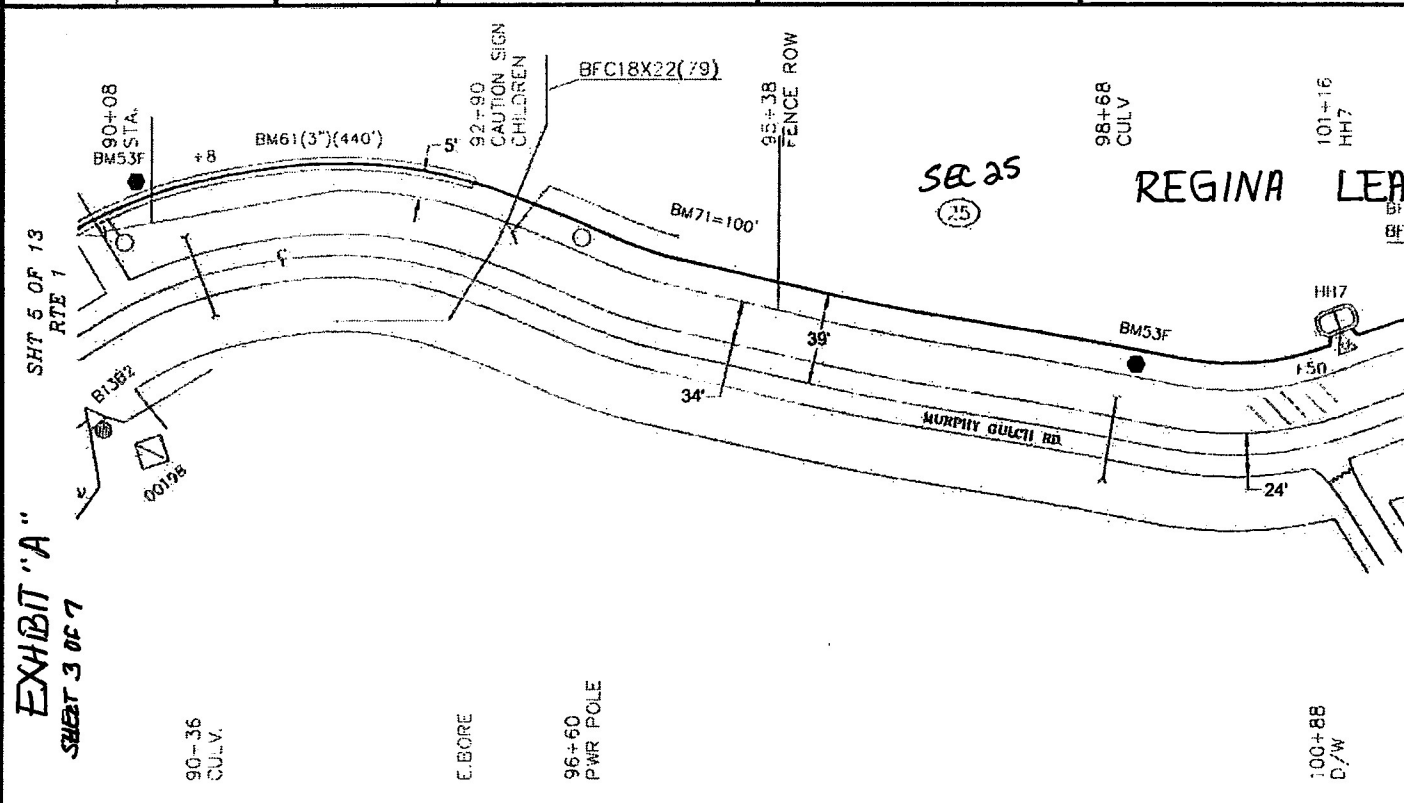 90+08
STA.
BM53F
+8
BM61(3")(440')
5'
92+90
CAUTION SIGN
CHILDREN
BFC18X22(79)
95+38
FENCE ROW
98+68
CULV
101+16
HH7
SEC 25
25
REGINA LEA
BM71=100'
SHT 5 OF 13
RTE 1
HH7
BM53F
39'
+50
34'
B13B2
MURPHY GULCH RD.
24'
00198
EXHIBIT "A"
SHEET 3 OF 7
90+36
CULV.
E.BORE
96+60
PWR POLE
100+88
D/W